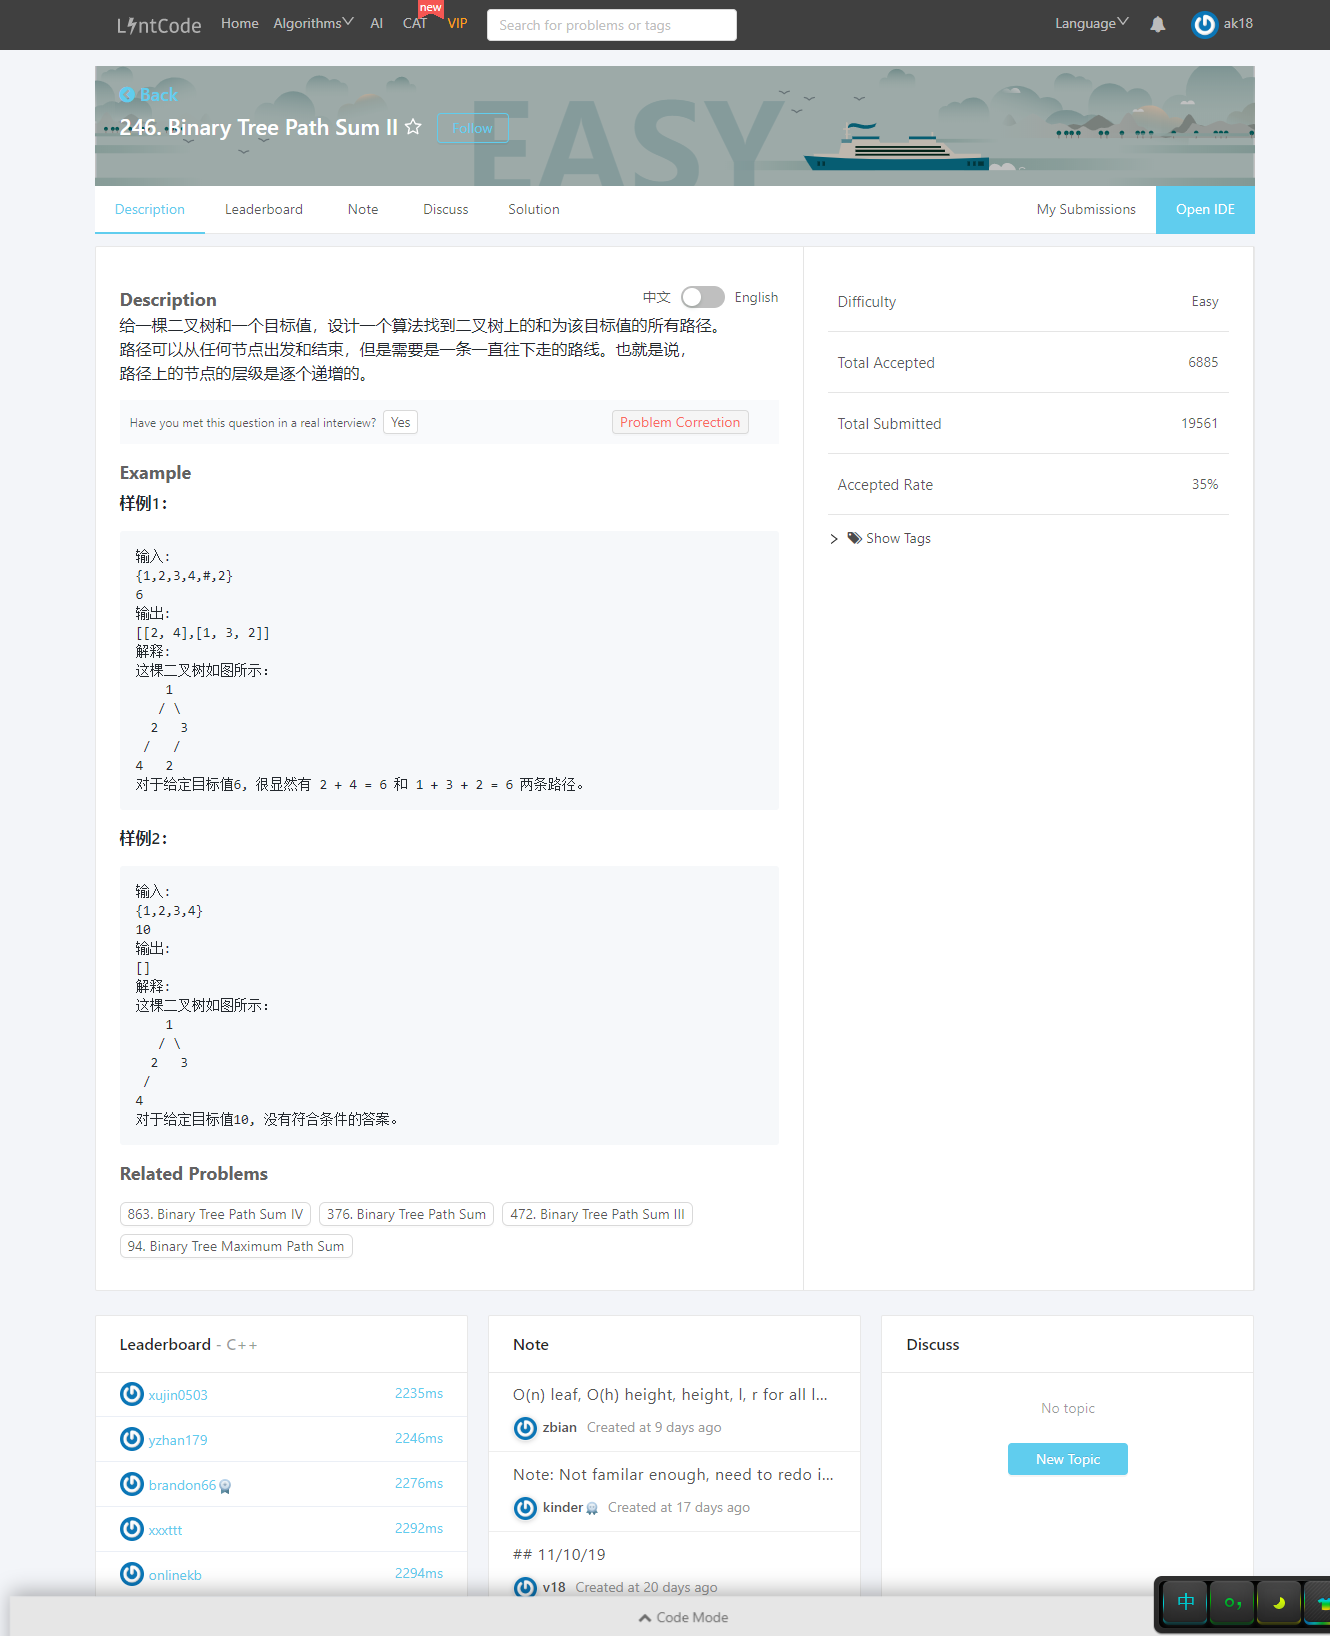 LintCode Home Algorithms AI CAT new VIP Search for problems or tags Language ak18
EASY
Back
246. Binary Tree Path Sum II Follow
Description Leaderboard Note Discuss Solution My Submissions Open IDE
Description 中文 English
给一棵二叉树和一个目标值，设计一个算法找到二叉树上的和为该目标值的所有路径。
路径可以从任何节点出发和结束，但是需要是一条一直往下走的路线。也就是说，
路径上的节点的层级是逐个递增的。
Have you met this question in a real interview? Yes Problem Correction
Example
样例1：
输入:
{1,2,3,4,#,2}
6
输出:
[[2, 4],[1, 3, 2]]
解释:
这棵二叉树如图所示：
    1
   / \
  2   3
 /   /
4   2
对于给定目标值6, 很显然有 2 + 4 = 6 和 1 + 3 + 2 = 6 两条路径。
样例2：
输入:
{1,2,3,4}
10
输出:
[]
解释:
这棵二叉树如图所示：
    1
   / \
  2   3
 /
4
对于给定目标值10, 没有符合条件的答案。
Related Problems
863. Binary Tree Path Sum IV 376. Binary Tree Path Sum 472. Binary Tree Path Sum III
94. Binary Tree Maximum Path Sum
Difficulty Easy
Total Accepted 6885
Total Submitted 19561
Accepted Rate 35%
Show Tags
Leaderboard - C++
xujin0503 2235ms
yzhan179 2246ms
brandon66 2276ms
xxxttt 2292ms
onlinekb 2294ms
Note
O(n) leaf, O(h) height, height, l, r for all l...
zbian Created at 9 days ago
Note: Not familar enough, need to redo i...
kinder Created at 17 days ago
## 11/10/19
v18 Created at 20 days ago
Discuss
No topic
New Topic
Code Mode
中